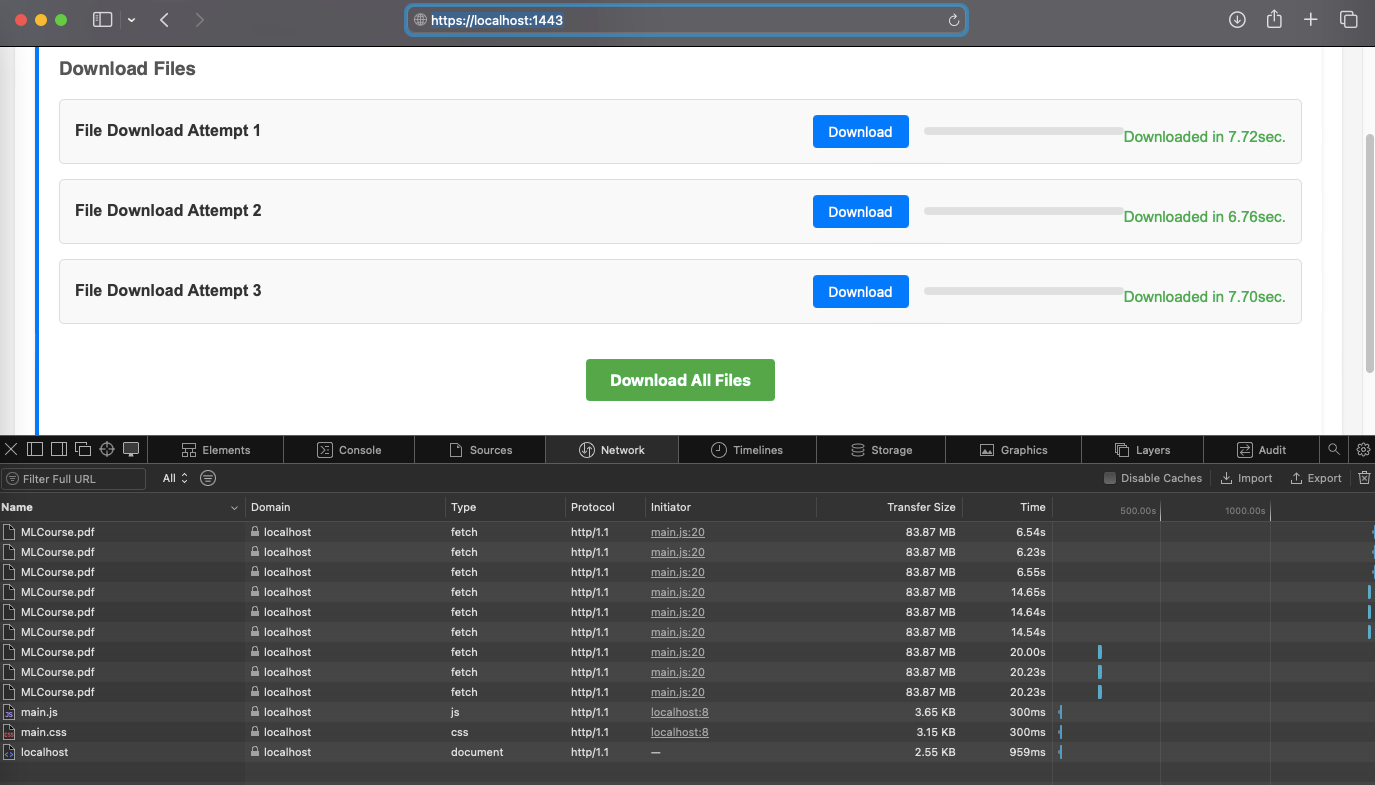 https://localhost:1443
Download Files
File Download Attempt 1 Download Downloaded in 7.72sec.
File Download Attempt 2 Download Downloaded in 6.76sec.
File Download Attempt 3 Download Downloaded in 7.70sec.
Download All Files
Elements Console Sources Network Timelines Storage Graphics Layers Audit
Filter Full URL All Disable Caches Import Export
Name Domain Type Protocol Initiator Transfer Size Time 500.00s 1000.00s
MLCourse.pdf localhost fetch http/1.1 main.js:20 83.87 MB 6.54s
MLCourse.pdf localhost fetch http/1.1 main.js:20 83.87 MB 6.23s
MLCourse.pdf localhost fetch http/1.1 main.js:20 83.87 MB 6.55s
MLCourse.pdf localhost fetch http/1.1 main.js:20 83.87 MB 14.65s
MLCourse.pdf localhost fetch http/1.1 main.js:20 83.87 MB 14.64s
MLCourse.pdf localhost fetch http/1.1 main.js:20 83.87 MB 14.54s
MLCourse.pdf localhost fetch http/1.1 main.js:20 83.87 MB 20.00s
MLCourse.pdf localhost fetch http/1.1 main.js:20 83.87 MB 20.23s
MLCourse.pdf localhost fetch http/1.1 main.js:20 83.87 MB 20.23s
JS main.js localhost js http/1.1 localhost:8 3.65 KB 300ms
CSS main.css localhost css http/1.1 localhost:8 3.15 KB 300ms
localhost localhost document http/1.1 — 2.55 KB 959ms